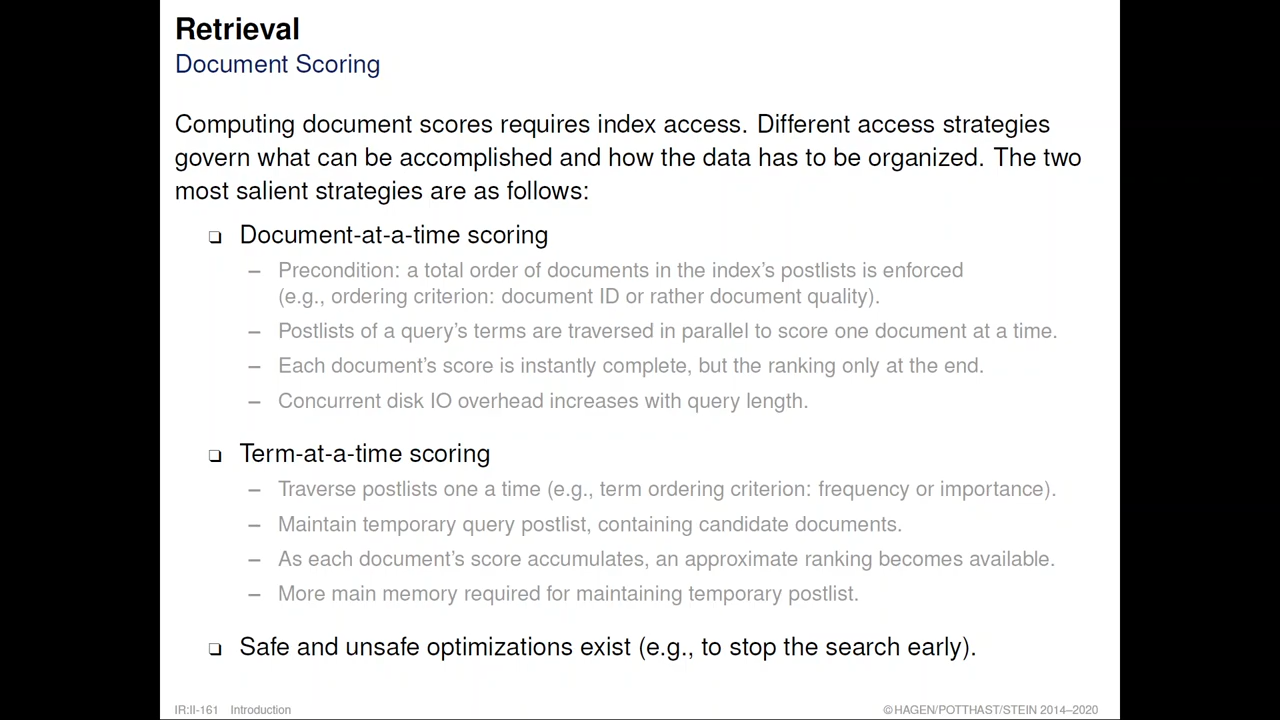 Retrieval
Document Scoring
Computing document scores requires index access. Different access strategies
govern what can be accomplished and how the data has to be organized. The two
most salient strategies are as follows:
❑ Document-at-a-time scoring
– Precondition: a total order of documents in the index's postlists is enforced
(e.g., ordering criterion: document ID or rather document quality).
– Postlists of a query's terms are traversed in parallel to score one document at a time.
– Each document's score is instantly complete, but the ranking only at the end.
– Concurrent disk IO overhead increases with query length.
❑ Term-at-a-time scoring
– Traverse postlists one a time (e.g., term ordering criterion: frequency or importance).
– Maintain temporary query postlist, containing candidate documents.
– As each document's score accumulates, an approximate ranking becomes available.
– More main memory required for maintaining temporary postlist.
❑ Safe and unsafe optimizations exist (e.g., to stop the search early).
IR:II-161 Introduction
©HAGEN/POTTHAST/STEIN 2014–2020